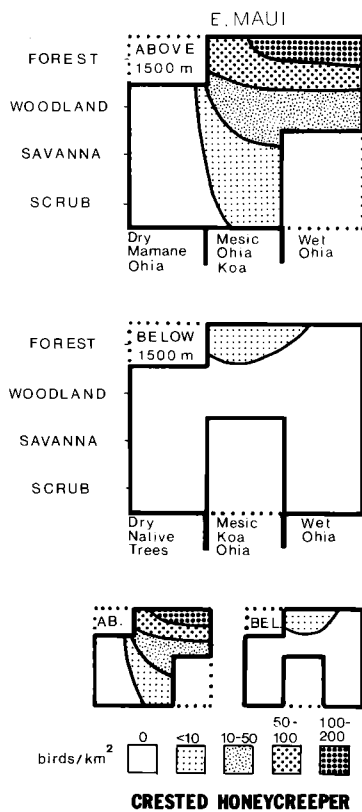 E. MAUI
FOREST
ABOVE
1500 m
WOODLAND
SAVANNA
SCRUB
Dry
Mamane
Ohia
Mesic
Ohia
Koa
Wet
Ohia
FOREST
BELOW
1500 m
WOODLAND
SAVANNA
SCRUB
Dry
Native
Trees
Mesic
Koa
Ohia
Wet
Ohia
AB.
BEL.
birds/km²
0
<10
10-50
50-
100
100-
200
CRESTED HONEYCREEPER